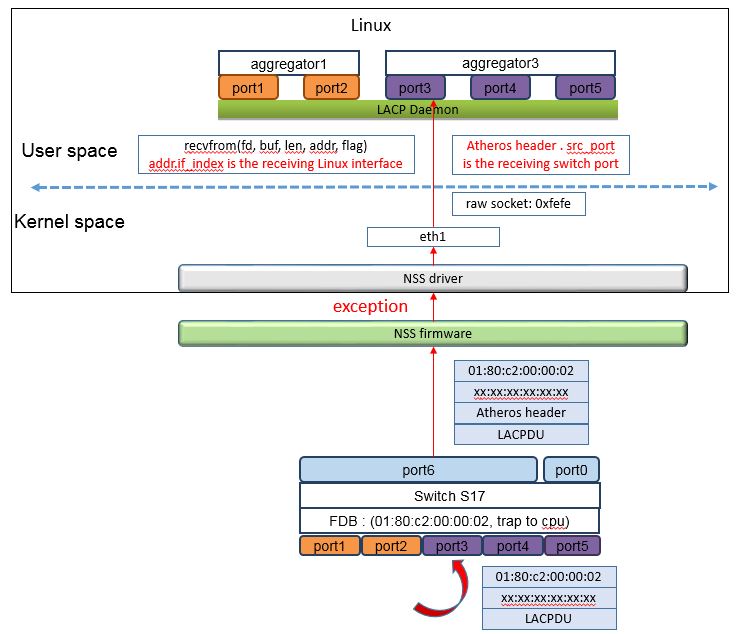 Linux
aggregator1
aggregator3
port1
port2
port3
port4
port5
LACP Daemon
User space
recvfrom(fd, buf, len, addr, flag)
addr.if_index is the receiving Linux interface
Atheros header . src_port
is the receiving switch port
Kernel space
raw socket: 0xfefe
eth1
NSS driver
exception
NSS firmware
01:80:c2:00:00:02
xx:xx:xx:xx:xx:xx
Atheros header
LACPDU
port6
port0
Switch S17
FDB : (01:80:c2:00:00:02, trap to cpu)
port1
port2
port3
port4
port5
01:80:c2:00:00:02
xx:xx:xx:xx:xx:xx
LACPDU